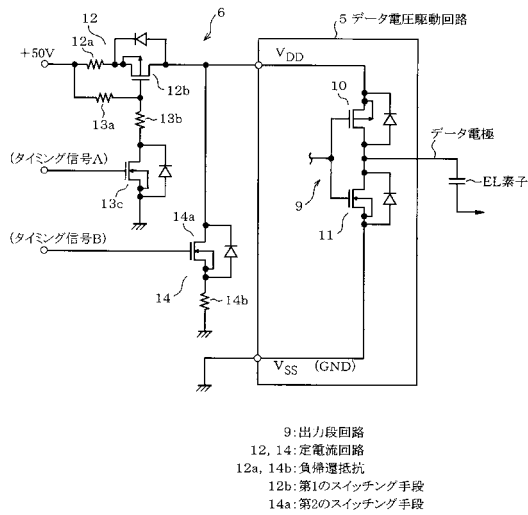 12
6
5 データ電圧駆動回路
12a
+50V
V_DD
12b
10
13a
13b
データ電極
(タイミング信号A)
13c
9
EL素子
11
14a
(タイミング信号B)
14
14b
V_SS (GND)
9:出力段回路
12, 14:定電流回路
12a, 14b:負帰還抵抗
12b:第1のスイッチング手段
14a:第2のスイッチング手段